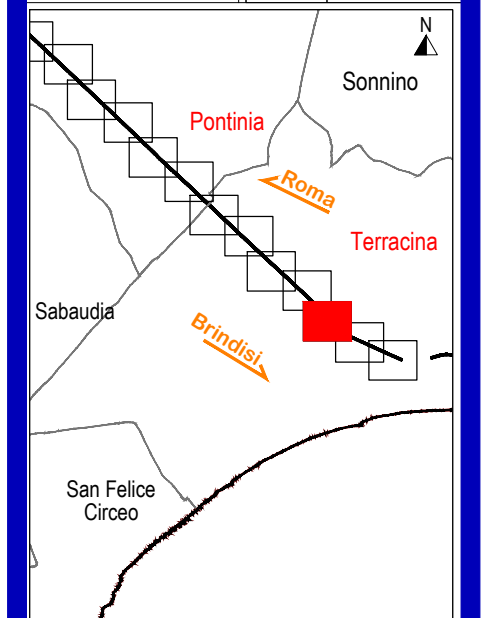 N
Sonnino
Pontinia
Roma
Terracina
Sabaudia
Brindisi
San Felice
Circeo